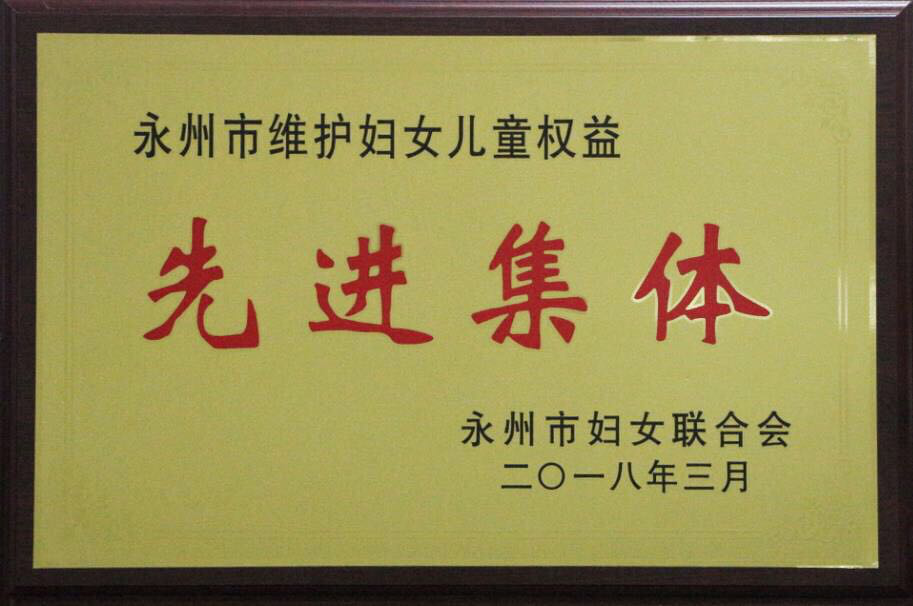 永州市维护妇女儿童权益
先进集体
永州市妇女联合会
二〇一八年三月